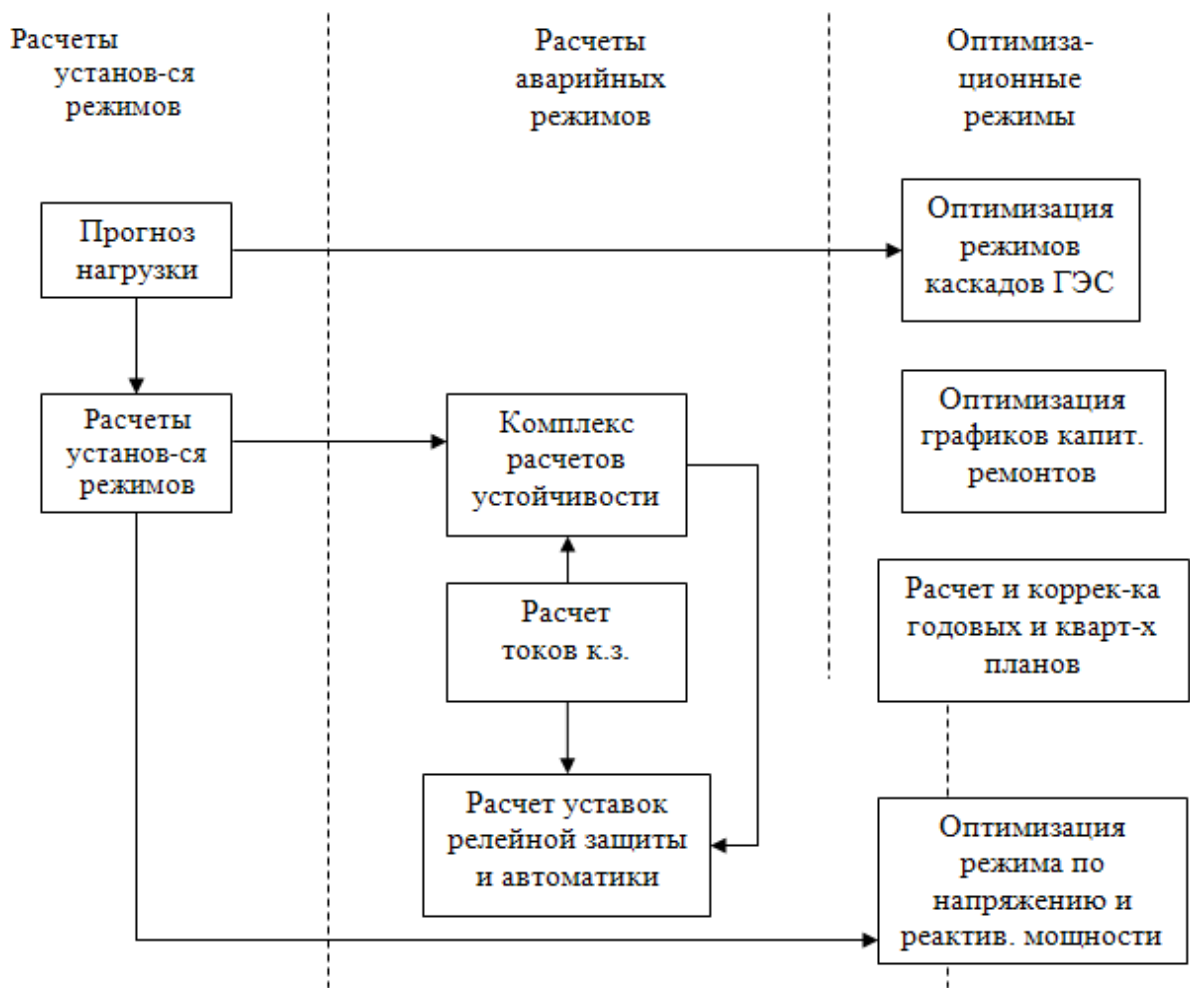 Расчеты
установ-ся
режимов
Расчеты
аварийных
режимов
Оптимиза-
ционные
режимы
Прогноз
нагрузки
Оптимизация
режимов
каскадов ГЭС
Расчеты
установ-ся
режимов
Комплекс
расчетов
устойчивости
Оптимизация
графиков капит.
ремонтов
Расчет
токов к.з.
Расчет и коррек-ка
годовых и кварт-х
планов
Расчет уставок
релейной защиты
и автоматики
Оптимизация
режима по
напряжению и
реактив. мощности